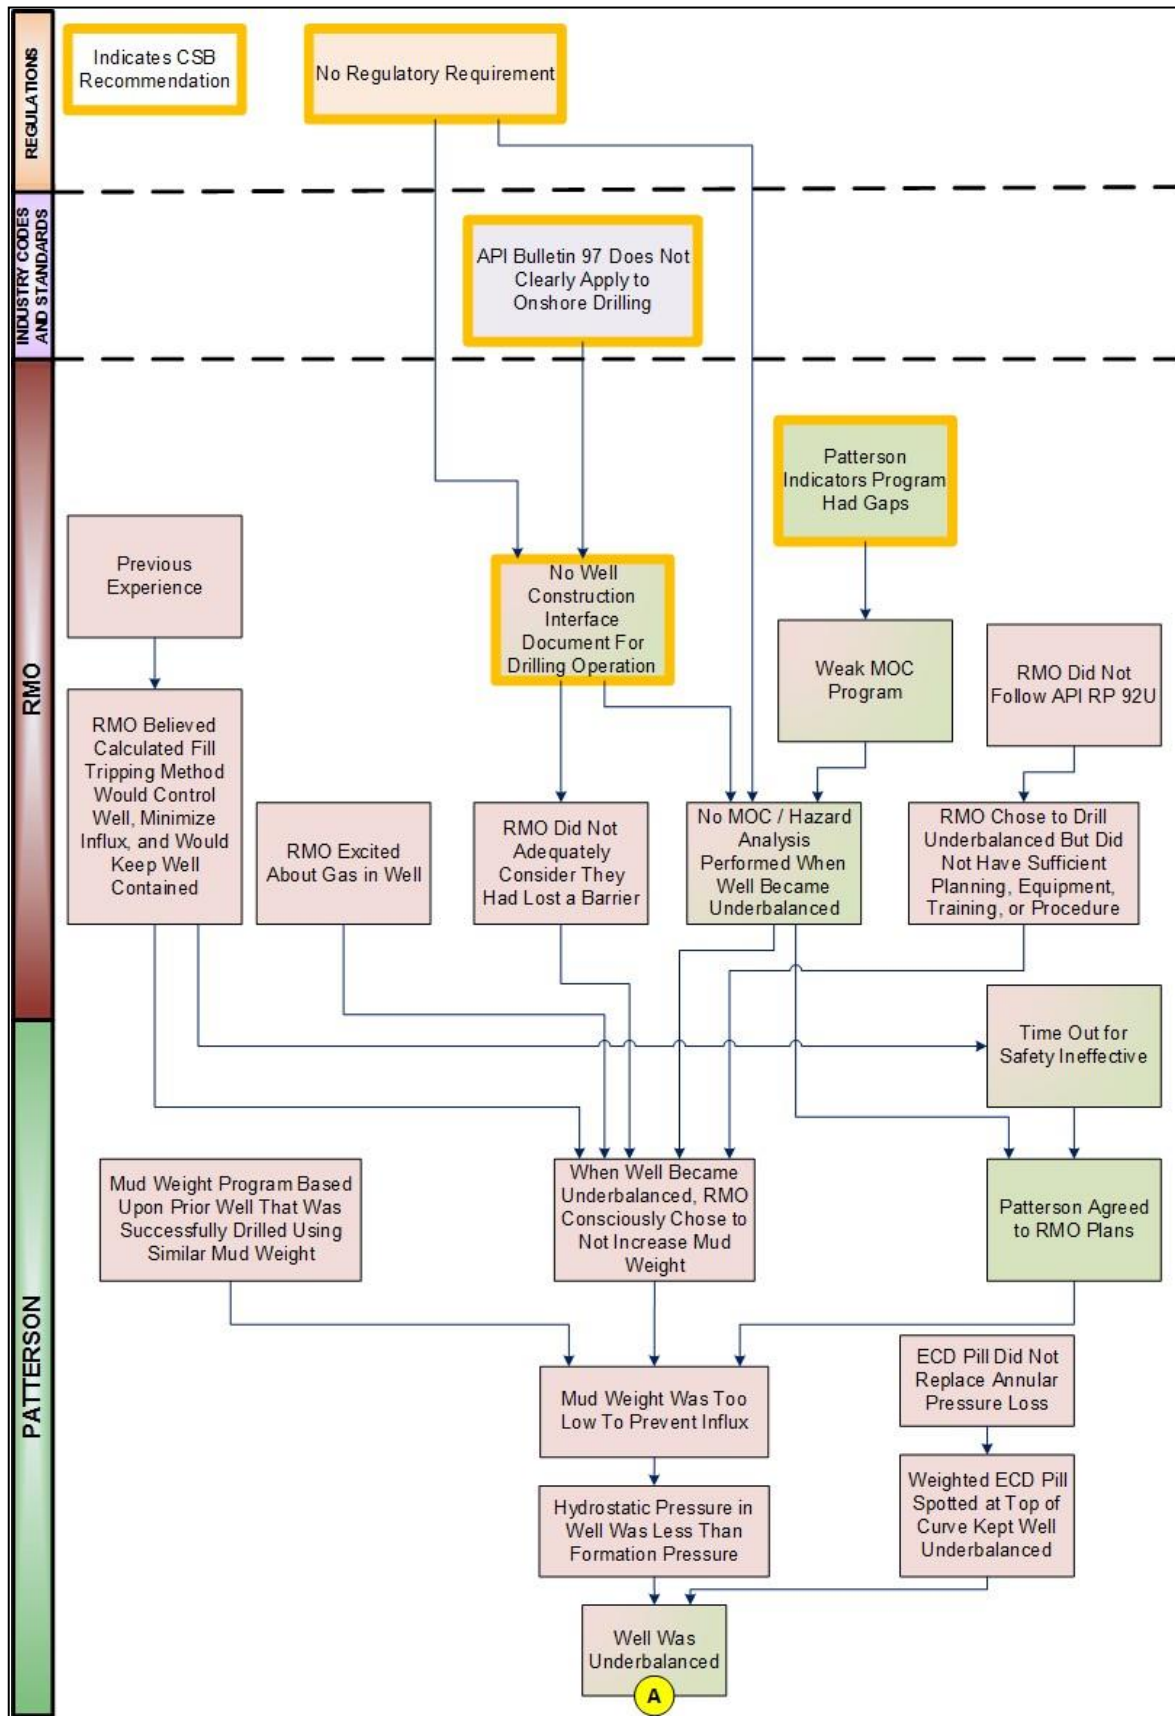 REGULATIONS
Indicates CSB
Recommendation
No Regulatory Requirement
INDUSTRY CODES
AND STANDARDS
API Bulletin 97 Does Not
Clearly Apply to
Onshore Drilling
RMO
Patterson
Indicators Program
Had Gaps
Previous
Experience
No Well
Construction
Interface
Document For
Drilling Operation
Weak MOC
Program
RMO Did Not
Follow API RP 92U
RMO Believed
Calculated Fill
Tripping Method
Would Control
Well, Minimize
Influx, and Would
Keep Well
Contained
RMO Excited
About Gas in Well
RMO Did Not
Adequately
Consider They
Had Lost a Barrier
No MOC / Hazard
Analysis
Performed When
Well Became
Underbalanced
RMO Chose to Drill
Underbalanced But Did
Not Have Sufficient
Planning, Equipment,
Training, or Procedure
PATTERSON
Time Out for
Safety Ineffective
Mud Weight Program Based
Upon Prior Well That Was
Successfully Drilled Using
Similar Mud Weight
When Well Became
Underbalanced, RMO
Consciously Chose to
Not Increase Mud
Weight
Patterson Agreed
to RMO Plans
Mud Weight Was Too
Low To Prevent Influx
ECD Pill Did Not
Replace Annular
Pressure Loss
Hydrostatic Pressure in
Well Was Less Than
Formation Pressure
Weighted ECD Pill
Spotted at Top of
Curve Kept Well
Underbalanced
Well Was
Underbalanced
A